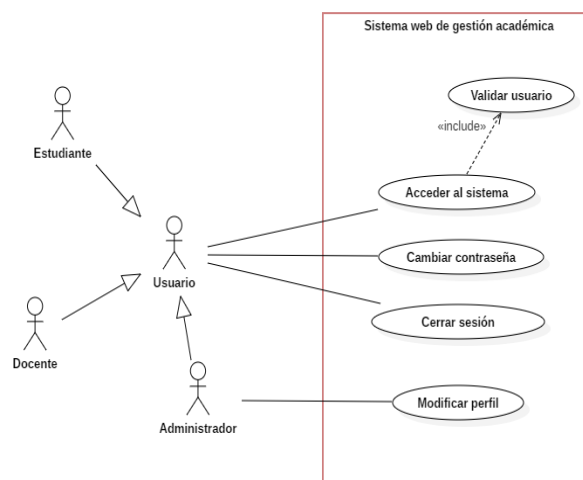 Sistema web de gestión académica
Validar usuario
«include»
Estudiante
Acceder al sistema
Usuario
Cambiar contraseña
Cerrar sesión
Docente
Modificar perfil
Administrador